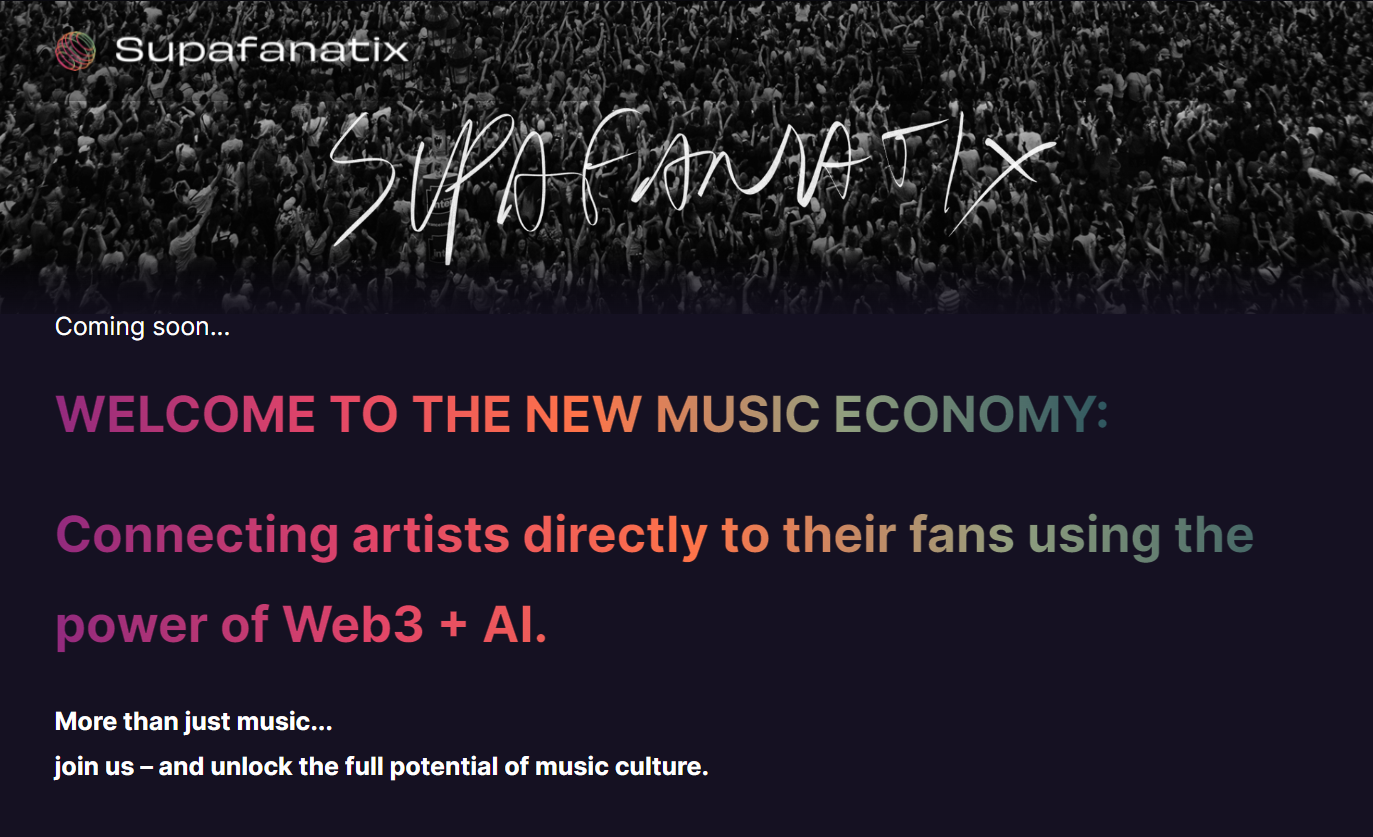 Supafanatix
SUPAFANATIX
Coming soon...
WELCOME TO THE NEW MUSIC ECONOMY:
Connecting artists directly to their fans using the
power of Web3 + AI.
More than just music...
join us – and unlock the full potential of music culture.